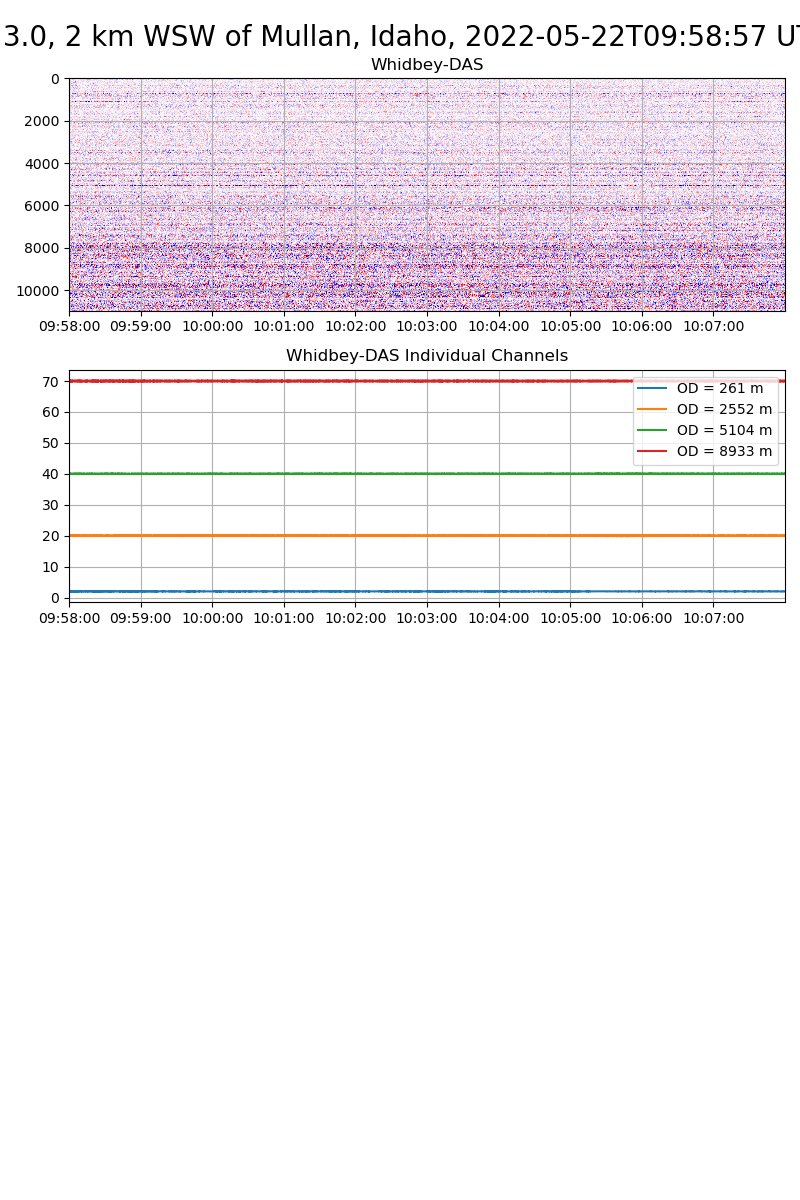 3.0, 2 km WSW of Mullan, Idaho, 2022-05-22T09:58:57 U
Whidbey-DAS
0
2000
4000
6000
8000
10000
09:58:00 09:59:00 10:00:00 10:01:00 10:02:00 10:03:00 10:04:00 10:05:00 10:06:00 10:07:00
Whidbey-DAS Individual Channels
70
60
50
40
30
20
10
0
OD = 261 m
OD = 2552 m
OD = 5104 m
OD = 8933 m
09:58:00 09:59:00 10:00:00 10:01:00 10:02:00 10:03:00 10:04:00 10:05:00 10:06:00 10:07:00